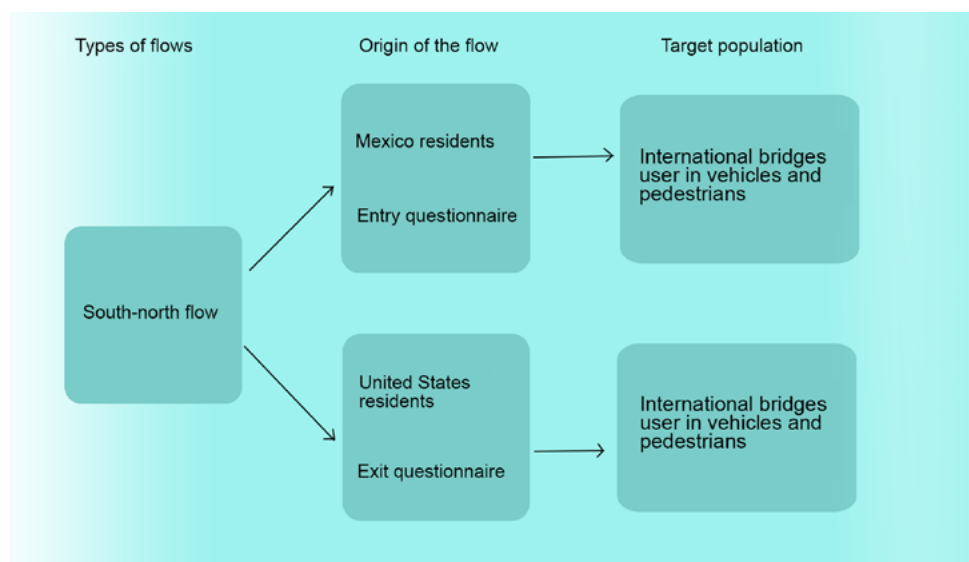 Types of flows
Origin of the flow
Target population
South-north flow
Mexico residents
Entry questionnaire
International bridges
user in vehicles and
pedestrians
United States
residents
Exit questionnaire
International bridges
user in vehicles and
pedestrians